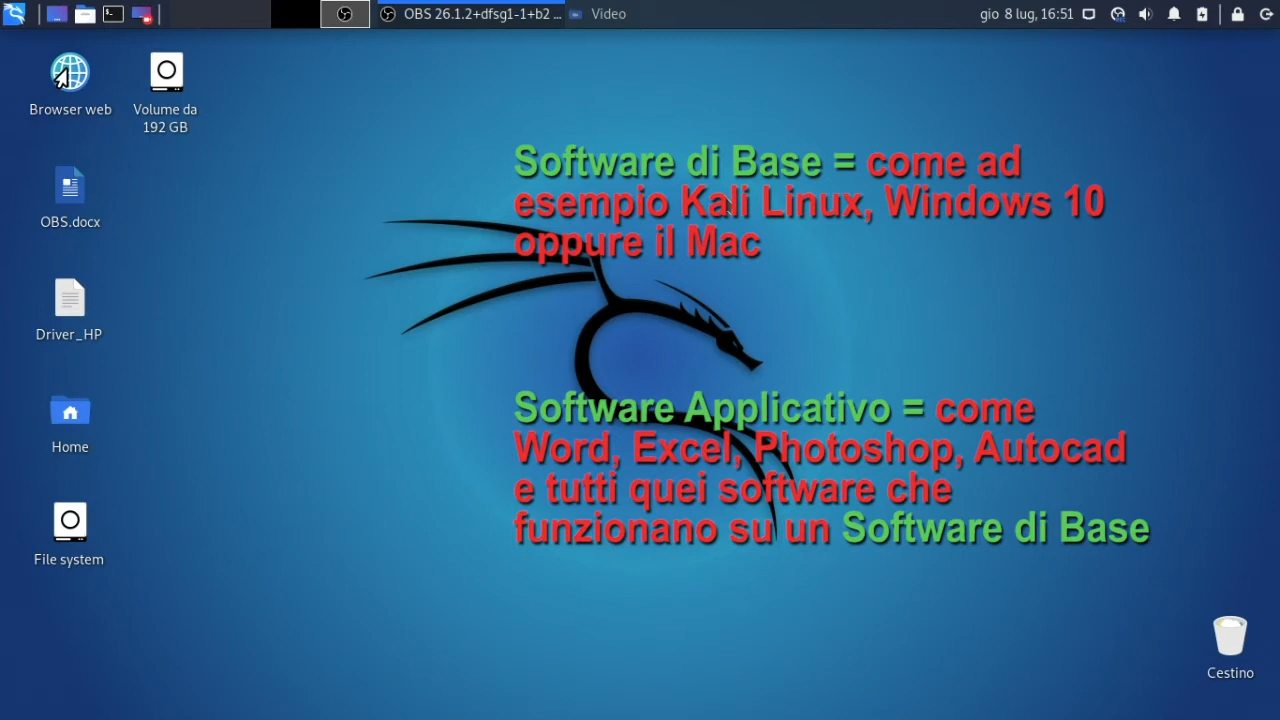 OBS 26.1.2+dfsg1-1+b2 ...
Video
gio 8 lug, 16:51
Browser web
Volume da
192 GB
OBS.docx
Driver_HP
Home
File system
Software di Base = come ad
esempio Kali Linux, Windows 10
oppure il Mac
Software Applicativo = come
Word, Excel, Photoshop, Autocad
e tutti quei software che
funzionano su un Software di Base
Cestino